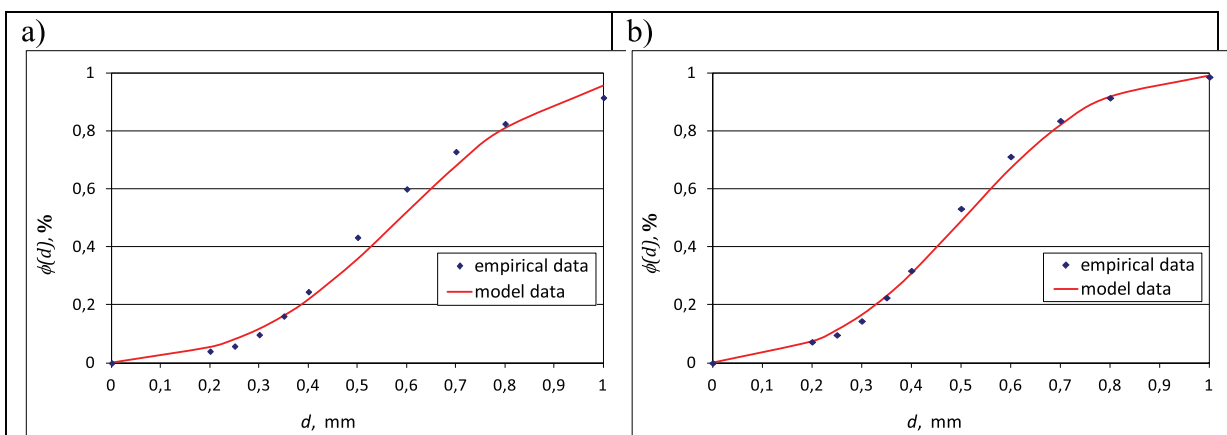 a)
1
0,8
0,6
0,4
0,2
0
ϕ(d), %
empirical data
model data
0 0,1 0,2 0,3 0,4 0,5 0,6 0,7 0,8 0,9 1
d, mm
b)
1
0,8
0,6
0,4
0,2
0
ϕ(d), %
empirical data
model data
0 0,1 0,2 0,3 0,4 0,5 0,6 0,7 0,8 0,9 1
d, mm